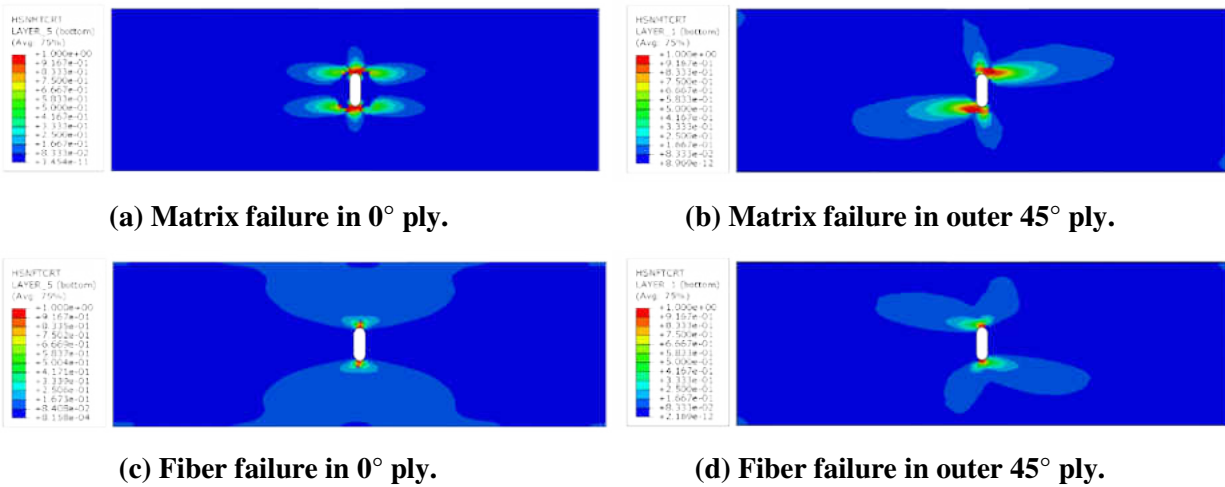 HSNMTCRT
LAYER_5 (bottom)
(Avg: 75%)
+1.000e+00
+9.167e-01
+8.333e-01
+7.500e-01
+6.667e-01
+5.833e-01
+5.000e-01
+4.167e-01
+3.333e-01
+2.500e-01
+1.667e-01
+8.333e-02
+3.454e-11
HSNMTCRT
LAYER_1 (bottom)
(Avg: 75%)
+1.000e+00
+9.167e-01
+8.333e-01
+7.500e-01
+6.667e-01
+5.833e-01
+5.000e-01
+4.167e-01
+3.333e-01
+2.500e-01
+1.667e-01
+8.333e-02
+8.969e-12
(a) Matrix failure in 0° ply.
(b) Matrix failure in outer 45° ply.
HSNFTCRT
LAYER_5 (bottom)
(Avg: 75%)
+1.000e+00
+9.167e-01
+8.335e-01
+7.502e-01
+6.669e-01
+5.837e-01
+5.004e-01
+4.171e-01
+3.339e-01
+2.506e-01
+1.673e-01
+8.405e-02
+8.158e-04
HSNFTCRT
LAYER_1 (bottom)
(Avg: 75%)
+1.000e+00
+9.167e-01
+8.333e-01
+7.500e-01
+6.667e-01
+5.833e-01
+5.000e-01
+4.167e-01
+3.333e-01
+2.500e-01
+1.667e-01
+8.333e-02
+2.189e-12
(c) Fiber failure in 0° ply.
(d) Fiber failure in outer 45° ply.